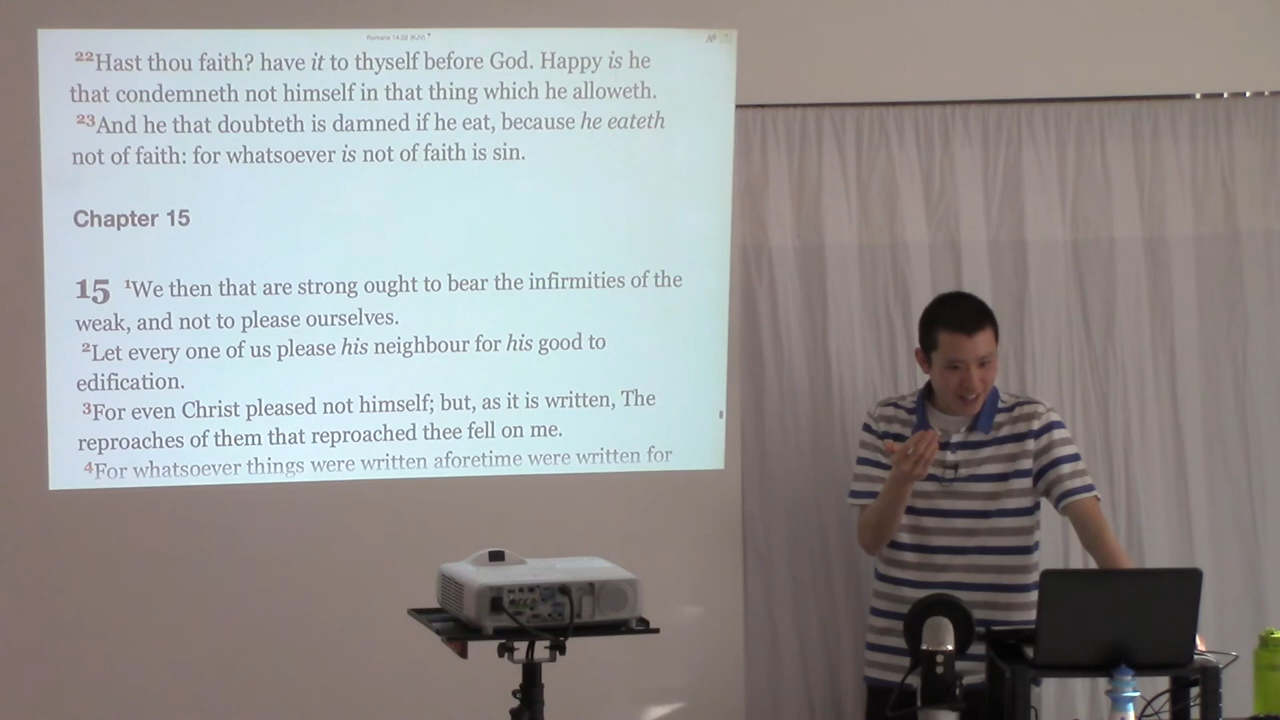 Romans 14:22 (KJV)
22Hast thou faith? have it to thyself before God. Happy is he
that condemneth not himself in that thing which he alloweth.
23And he that doubteth is damned if he eat, because he eateth
not of faith: for whatsoever is not of faith is sin.
Chapter 15
15 1We then that are strong ought to bear the infirmities of the
weak, and not to please ourselves.
2Let every one of us please his neighbour for his good to
edification.
3For even Christ pleased not himself; but, as it is written, The
reproaches of them that reproached thee fell on me.
4For whatsoever things were written aforetime were written for